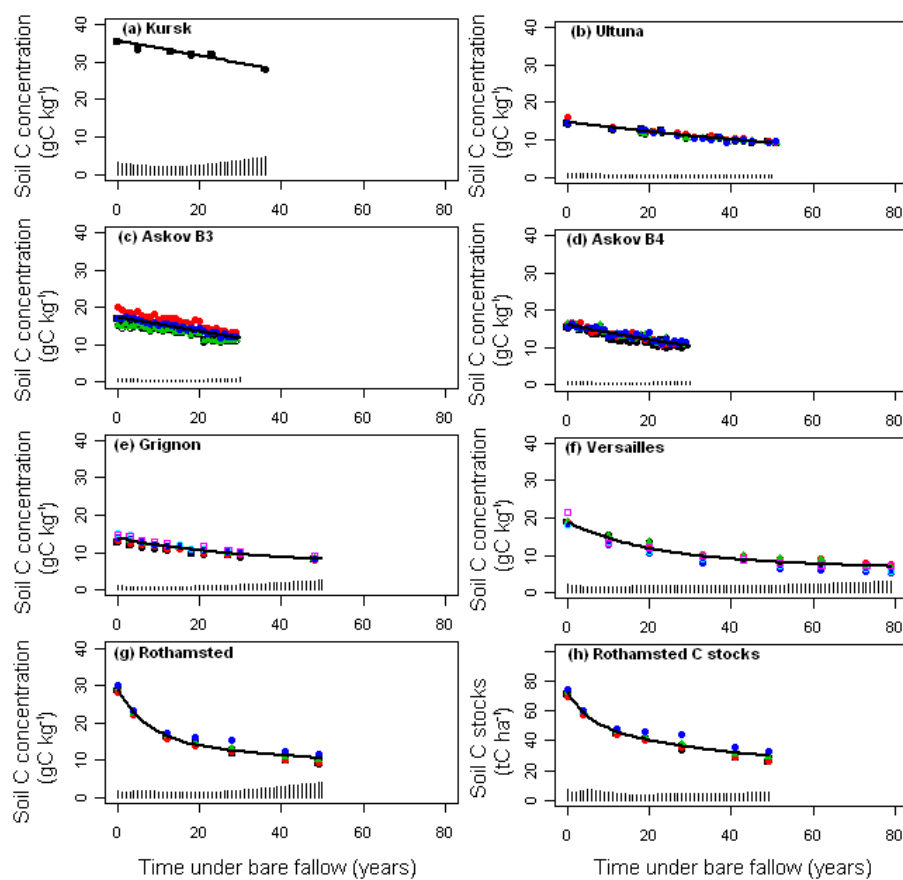 (a) Kursk
Soil C concentration
(gC kg⁻¹)
40
30
20
10
0
0 20 40 60 80
(b) Ultuna
Soil C concentration
(gC kg⁻¹)
40
30
20
10
0
0 20 40 60 80
(c) Askov B3
Soil C concentration
(gC kg⁻¹)
40
30
20
10
0
0 20 40 60 80
(d) Askov B4
Soil C concentration
(gC kg⁻¹)
40
30
20
10
0
0 20 40 60 80
(e) Grignon
Soil C concentration
(gC kg⁻¹)
40
30
20
10
0
0 20 40 60 80
(f) Versailles
Soil C concentration
(gC kg⁻¹)
40
30
20
10
0
0 20 40 60 80
(g) Rothamsted
Soil C concentration
(gC kg⁻¹)
40
30
20
10
0
0 20 40 60 80
(h) Rothamsted C stocks
Soil C stocks
(tC ha⁻¹)
80
60
40
20
0
0 20 40 60 80
Time under bare fallow (years)
Time under bare fallow (years)